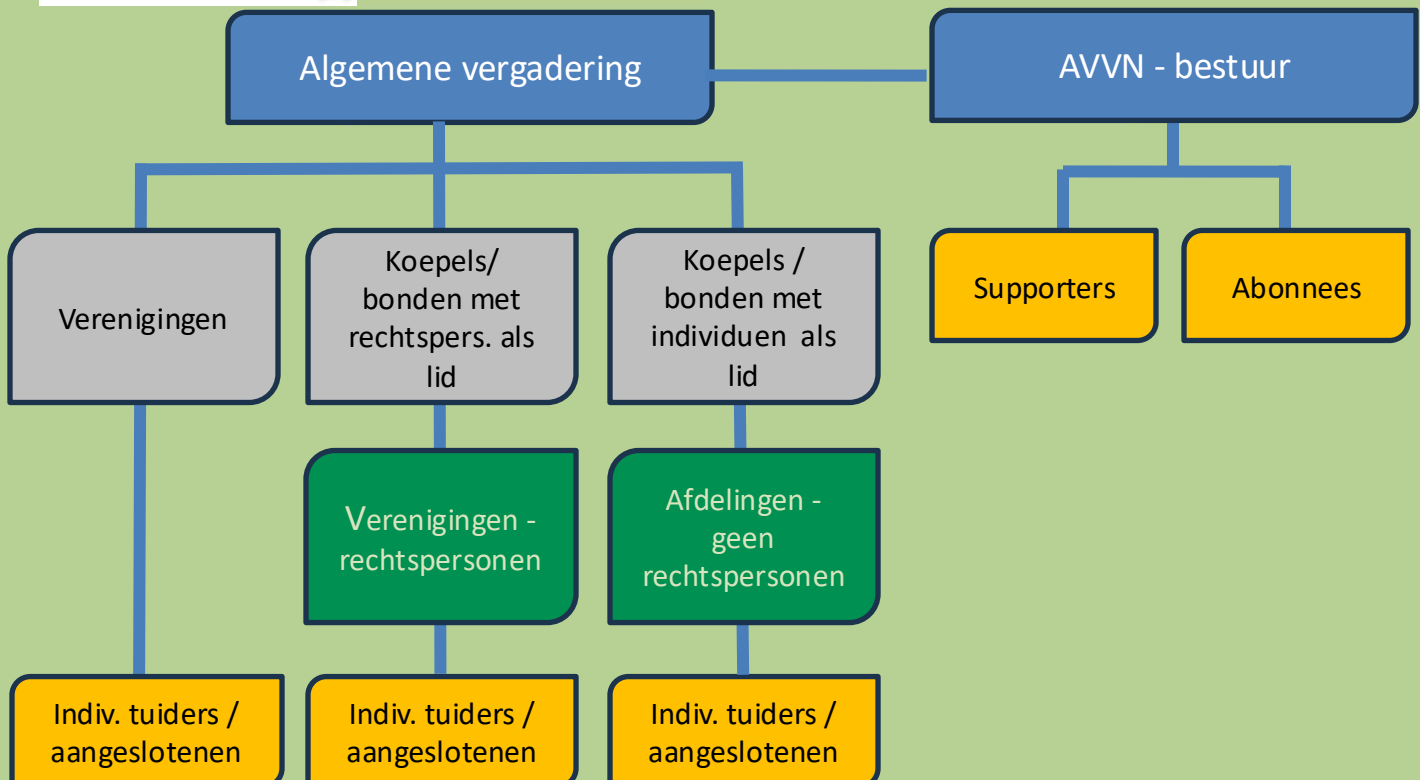 Algemene vergadering
AVVN - bestuur
Verenigingen
Koepels/
bonden met
rechtspers. als
lid
Koepels /
bonden met
individuen als
lid
Supporters
Abonnees
Verenigingen -
rechtspersonen
Afdelingen -
geen
rechtspersonen
Indiv. tuiders /
aangeslotenen
Indiv. tuiders /
aangeslotenen
Indiv. tuiders /
aangeslotenen